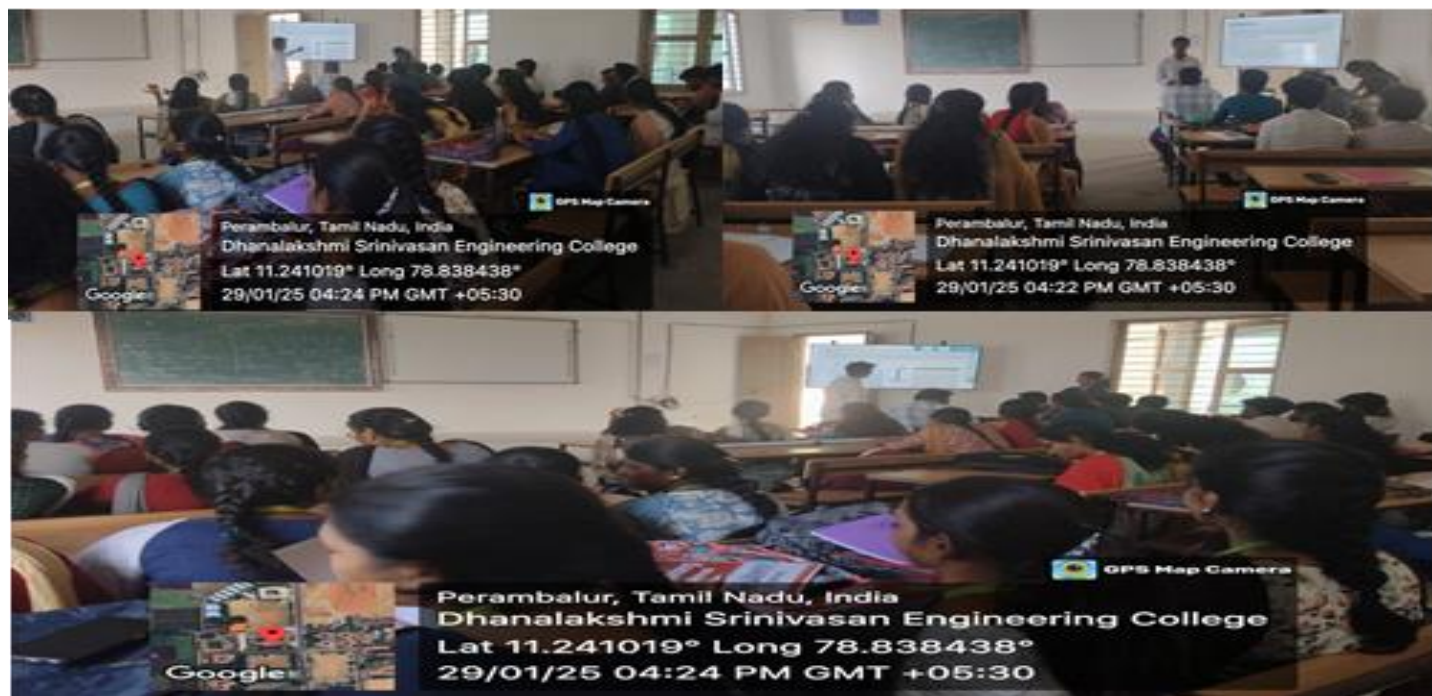 GPS Map Camera
Perambalur, Tamil Nadu, India
Dhanalakshmi Srinivasan Engineering College
Lat 11.241019° Long 78.838438°
29/01/25 04:24 PM GMT +05:30
Google
GPS Map Camera
Perambalur, Tamil Nadu, India
Dhanalakshmi Srinivasan Engineering College
Lat 11.241019° Long 78.838438°
29/01/25 04:22 PM GMT +05:30
Google
GPS Map Camera
Perambalur, Tamil Nadu, India
Dhanalakshmi Srinivasan Engineering College
Lat 11.241019° Long 78.838438°
29/01/25 04:24 PM GMT +05:30
Google